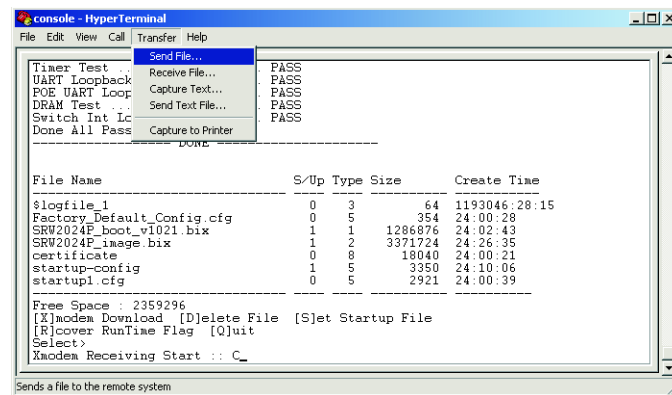 console - HyperTerminal
File Edit View Call Transfer Help
Send File...
Receive File...
Capture Text...
Send Text File...
Capture to Printer
Timer Test .. PASS
UART Loopback . PASS
POE UART Loop . PASS
DRAM Test ... . PASS
Switch Int Lo . PASS
Done All Pass
------------------ DONE ------------------
File Name S/Up Type Size Create Time
$logfile_1 0 3 64 1193046:28:15
Factory_Default_Config.cfg 0 5 354 24:00:28
SRW2024P_boot_v1021.bix 1 1 1286876 24:02:43
SRW2024P_image.bix 1 2 3371724 24:26:35
certificate 0 8 18040 24:00:21
startup-config 1 5 3350 24:10:06
startup1.cfg 0 5 2921 24:00:39
Free Space : 2359296
[X]modem Download [D]elete File [S]et Startup File
[R]cover RunTime Flag [Q]uit
Select>
Xmodem Receiving Start :: C_
Sends a file to the remote system